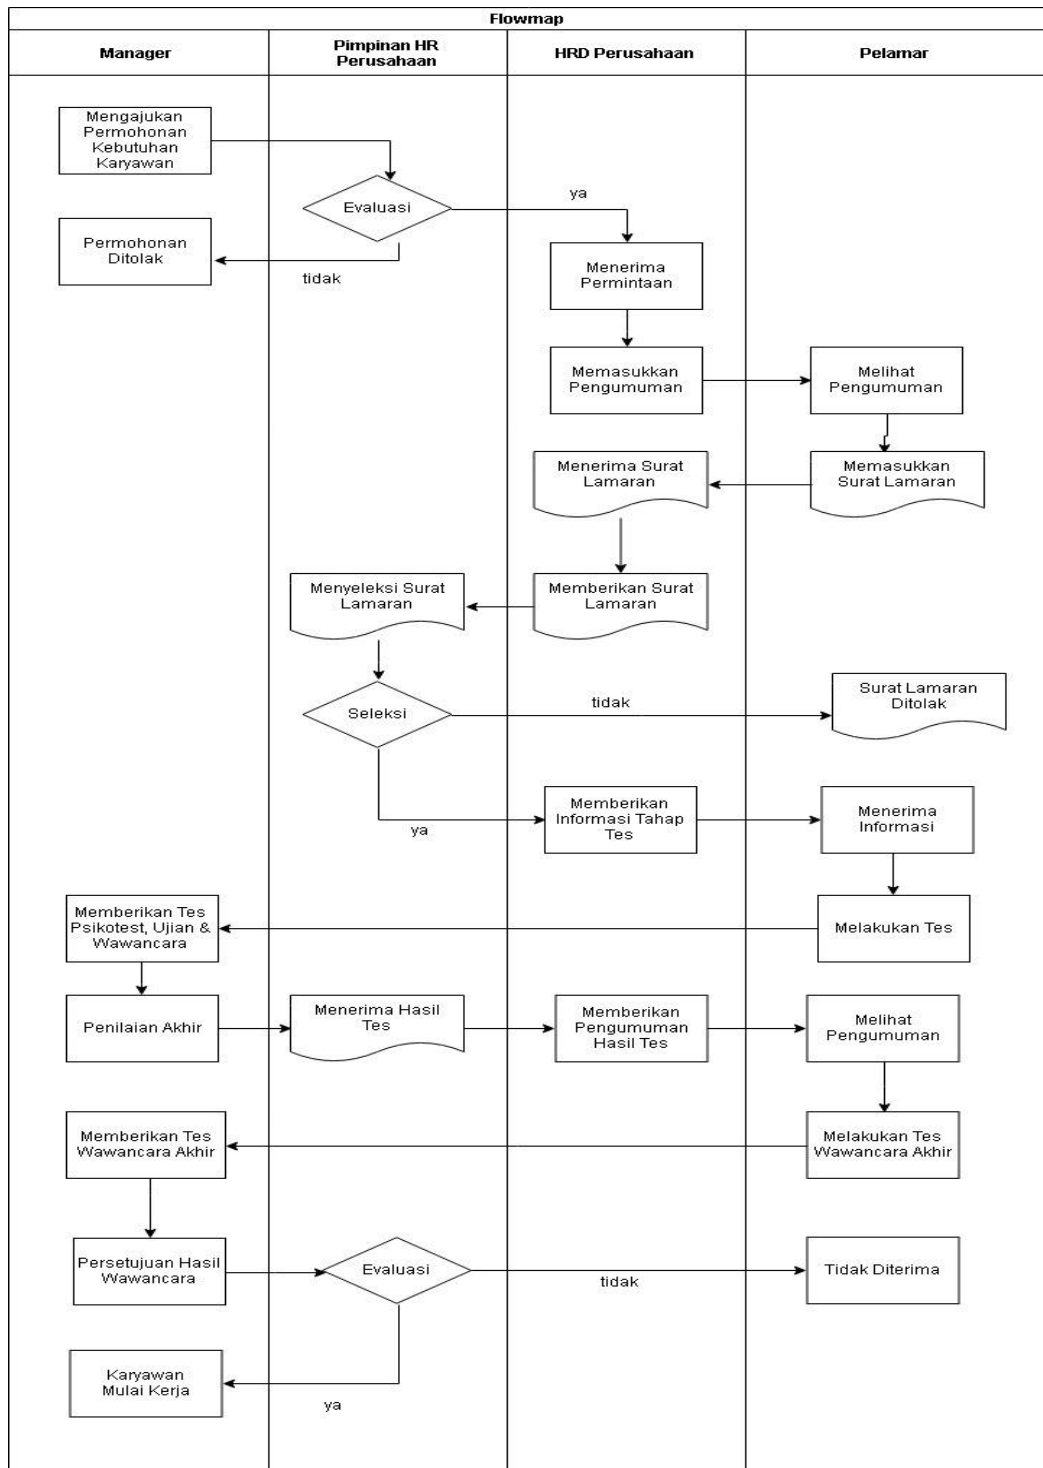 Flowmap
Manager
Pimpinan HR
Perusahaan
HRD Perusahaan
Pelamar
Mengajukan
Permohonan
Kebutuhan
Karyawan
Evaluasi
ya
Permohonan
Ditolak
tidak
Menerima
Permintaan
Memasukkan
Pengumuman
Melihat
Pengumuman
Menerima Surat
Lamaran
Memasukkan
Surat Lamaran
Menyeleksi Surat
Lamaran
Memberikan Surat
Lamaran
Seleksi
tidak
Surat Lamaran
Ditolak
ya
Memberikan
Informasi Tahap
Tes
Menerima
Informasi
Memberikan Tes
Psikotest, Ujian &
Wawancara
Melakukan Tes
Penilaian Akhir
Menerima Hasil
Tes
Memberikan
Pengumuman
Hasil Tes
Melihat
Pengumuman
Memberikan Tes
Wawancara Akhir
Melakukan Tes
Wawancara Akhir
Persetujuan Hasil
Wawancara
Evaluasi
tidak
Tidak Diterima
Karyawan
Mulai Kerja
ya